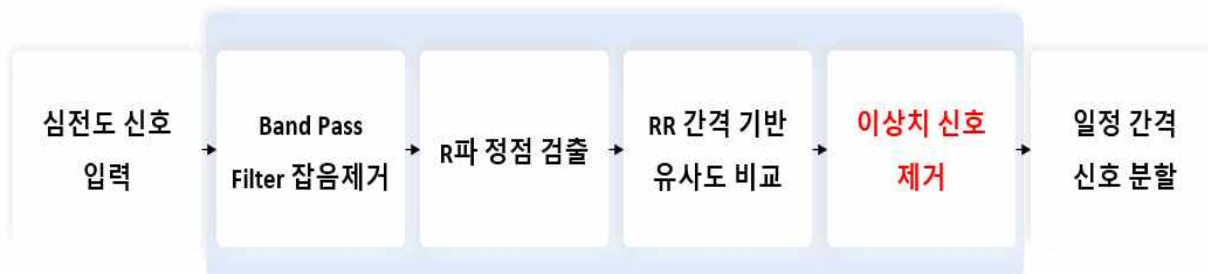 심전도 신호
입력
Band Pass
Filter 잡음제거
R파 정점 검출
RR 간격 기반
유사도 비교
이상치 신호
제거
일정 간격
신호 분할